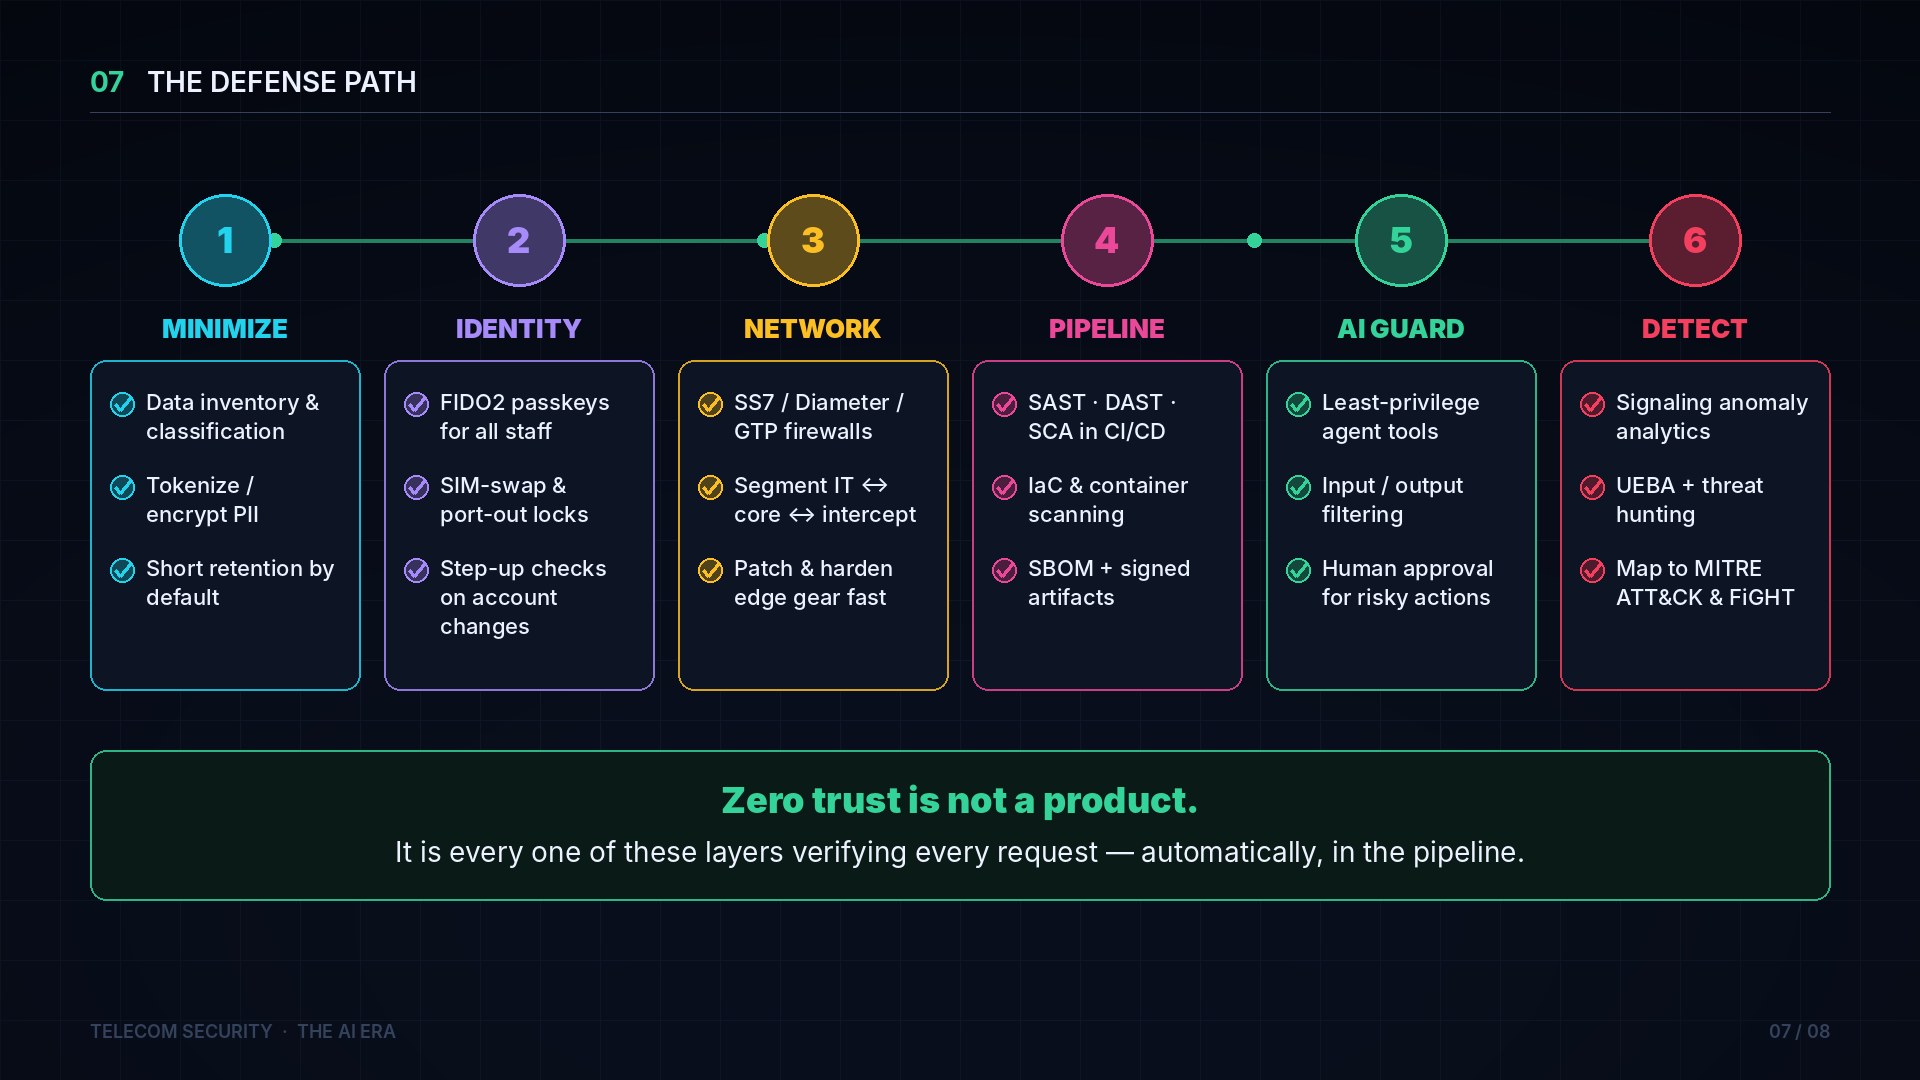 07 THE DEFENSE PATH
1
2
3
4
5
6
MINIMIZE
Data inventory &
classification
Tokenize /
encrypt PII
Short retention by
default
IDENTITY
FIDO2 passkeys
for all staff
SIM-swap &
port-out locks
Step-up checks
on account
changes
NETWORK
SS7 / Diameter /
GTP firewalls
Segment IT ↔
core ↔ intercept
Patch & harden
edge gear fast
PIPELINE
SAST · DAST ·
SCA in CI/CD
IaC & container
scanning
SBOM + signed
artifacts
AI GUARD
Least-privilege
agent tools
Input / output
filtering
Human approval
for risky actions
DETECT
Signaling anomaly
analytics
UEBA + threat
hunting
Map to MITRE
ATT&CK & FiGHT
Zero trust is not a product.
It is every one of these layers verifying every request — automatically, in the pipeline.
TELECOM SECURITY · THE AI ERA
07 / 08